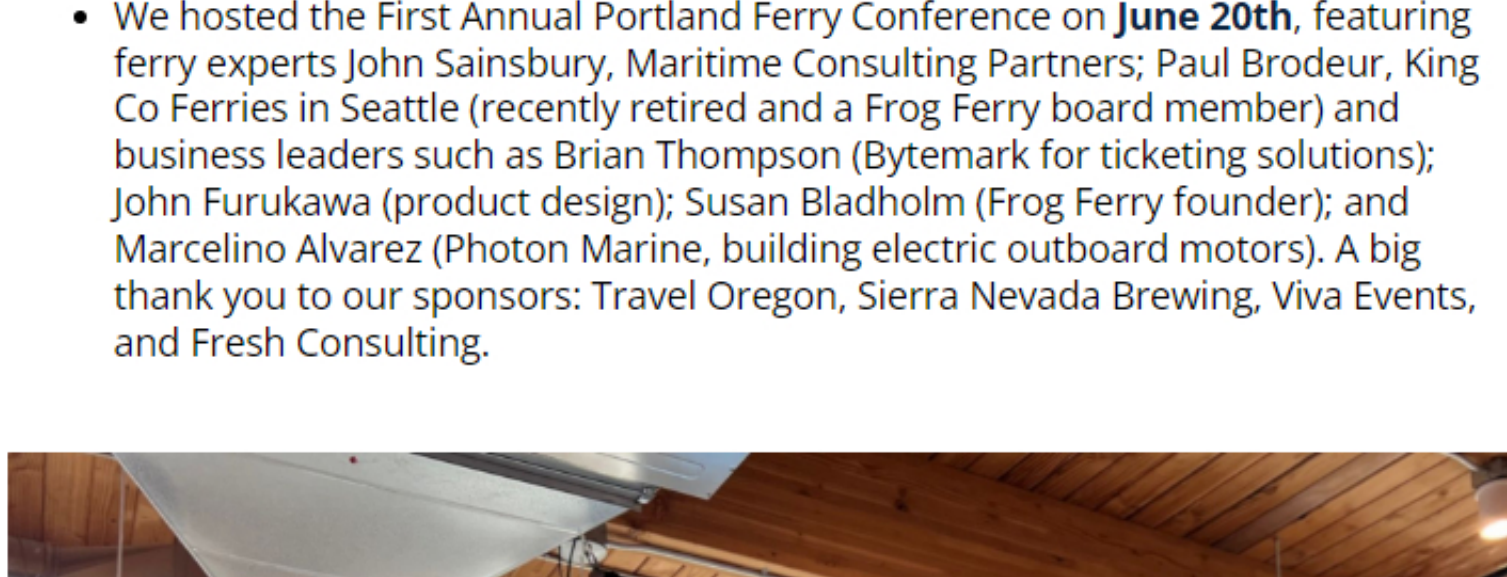 • We hosted the First Annual Portland Ferry Conference on June 20th, featuring
ferry experts John Sainsbury, Maritime Consulting Partners; Paul Brodeur, King
Co Ferries in Seattle (recently retired and a Frog Ferry board member) and
business leaders such as Brian Thompson (Bytemark for ticketing solutions);
John Furukawa (product design); Susan Bladholm (Frog Ferry founder); and
Marcelino Alvarez (Photon Marine, building electric outboard motors). A big
thank you to our sponsors: Travel Oregon, Sierra Nevada Brewing, Viva Events,
and Fresh Consulting.